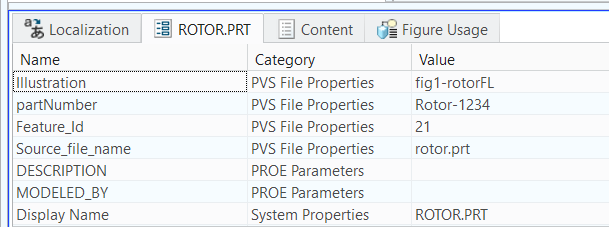 Localization ROTOR.PRT Content Figure Usage
Name Category Value
Illustration PVS File Properties fig1-rotorFL
partNumber PVS File Properties Rotor-1234
Feature_Id PVS File Properties 21
Source_file_name PVS File Properties rotor.prt
DESCRIPTION PROE Parameters
MODELED_BY PROE Parameters
Display Name System Properties ROTOR.PRT